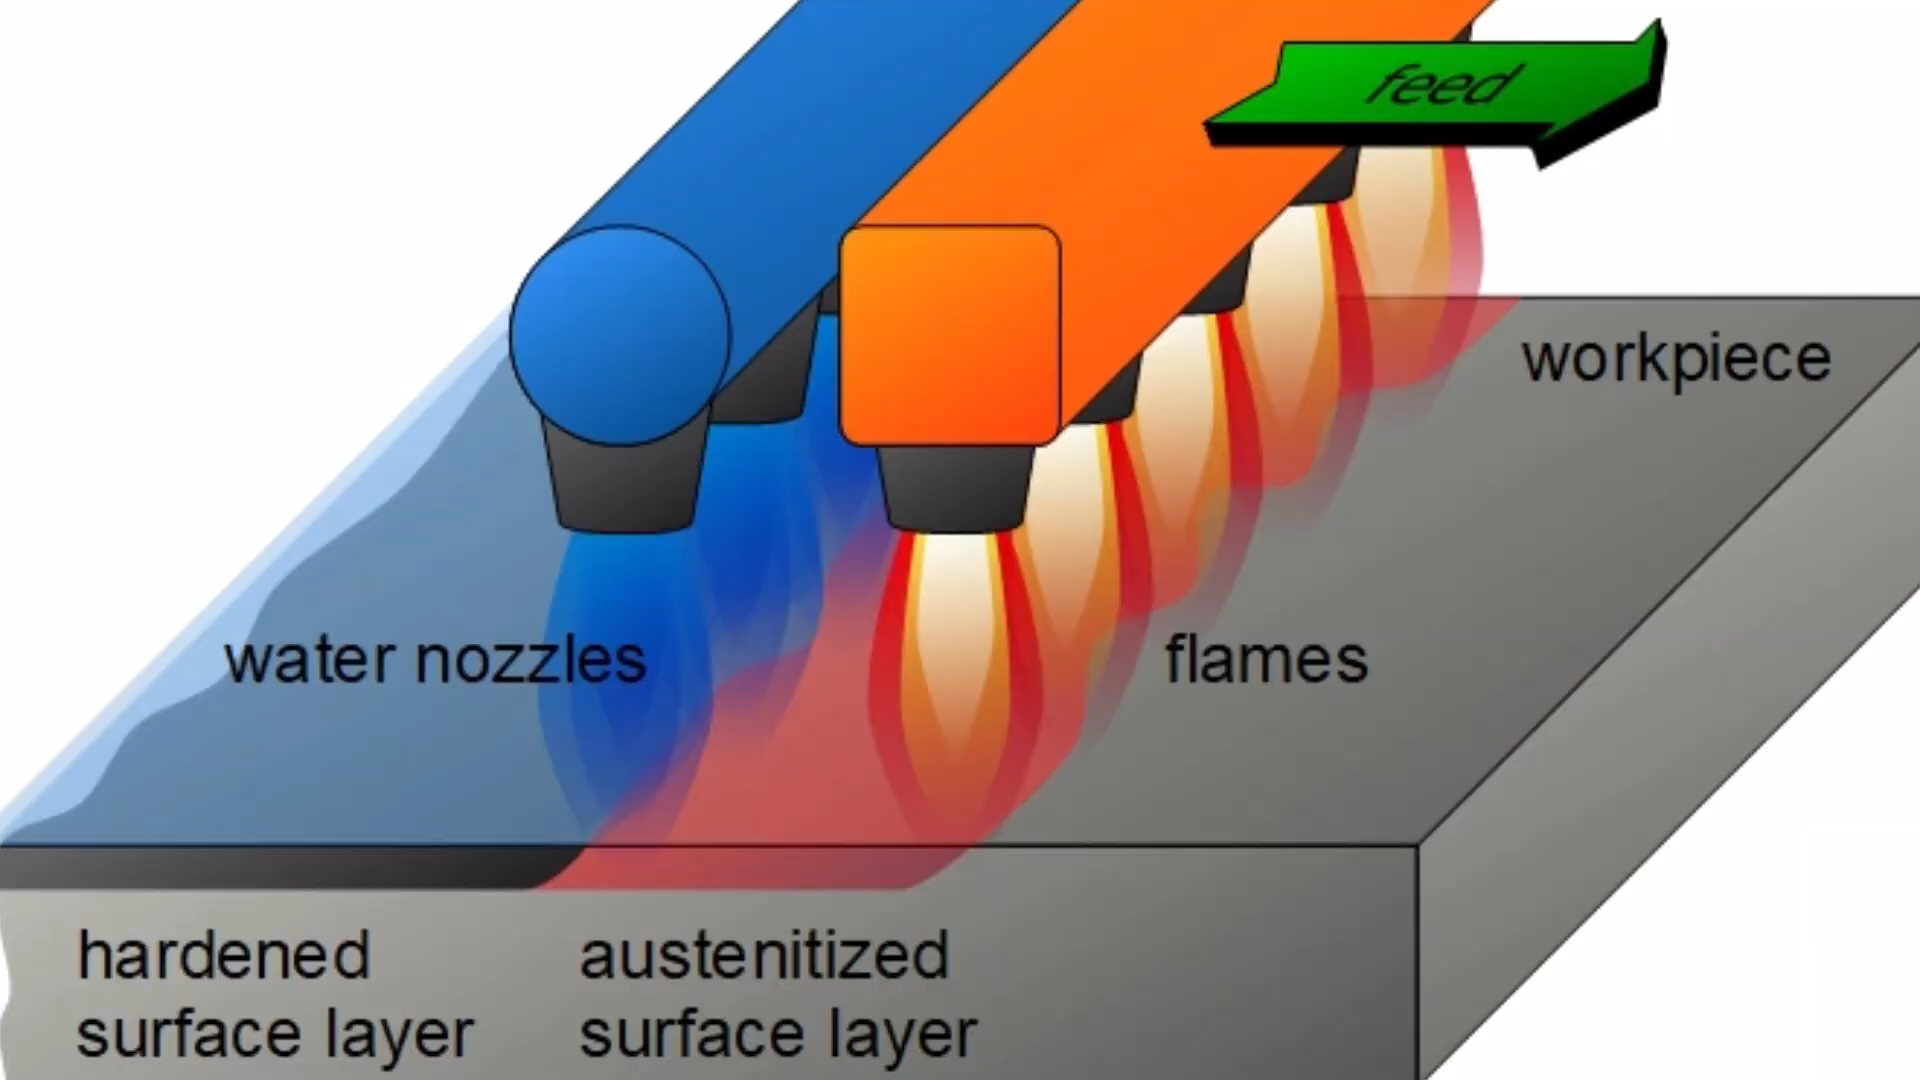 feed
workpiece
water nozzles
flames
hardened
surface layer
austenitized
surface layer